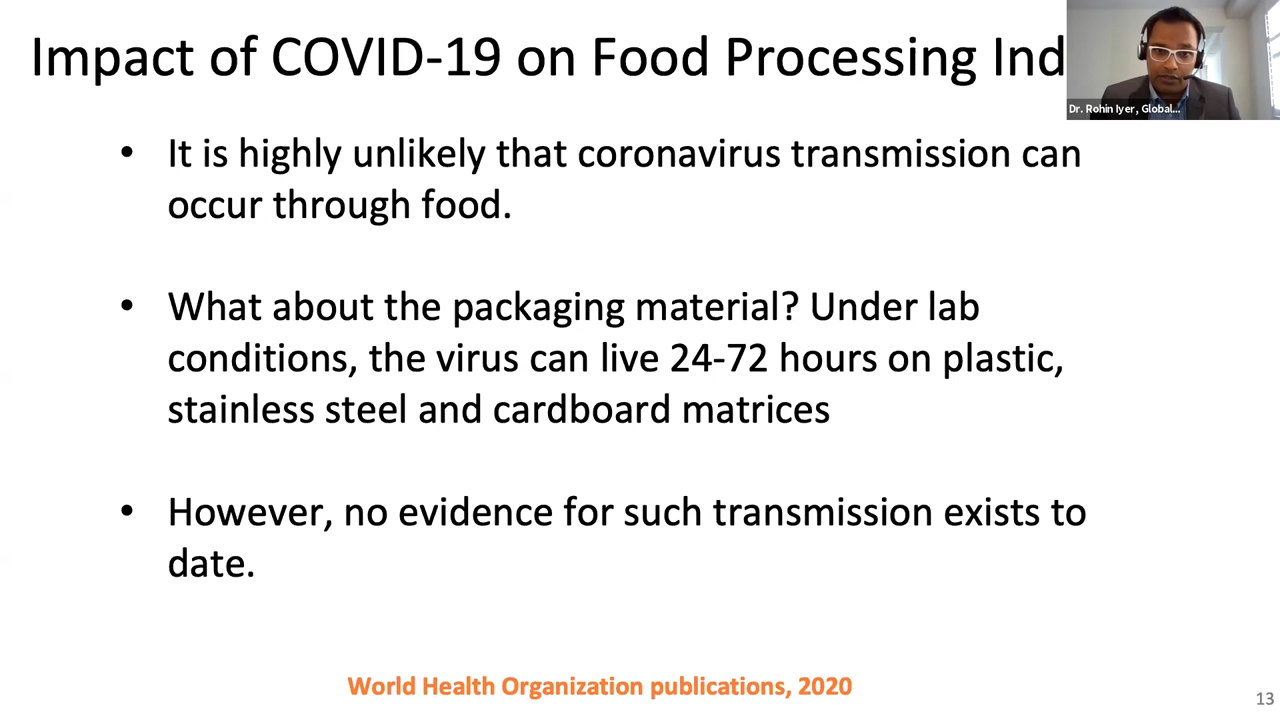 Impact of COVID-19 on Food Processing Ind
Dr. Rohin Iyer, Global...
• It is highly unlikely that coronavirus transmission can
occur through food.
• What about the packaging material? Under lab
conditions, the virus can live 24-72 hours on plastic,
stainless steel and cardboard matrices
• However, no evidence for such transmission exists to
date.
World Health Organization publications, 2020
13